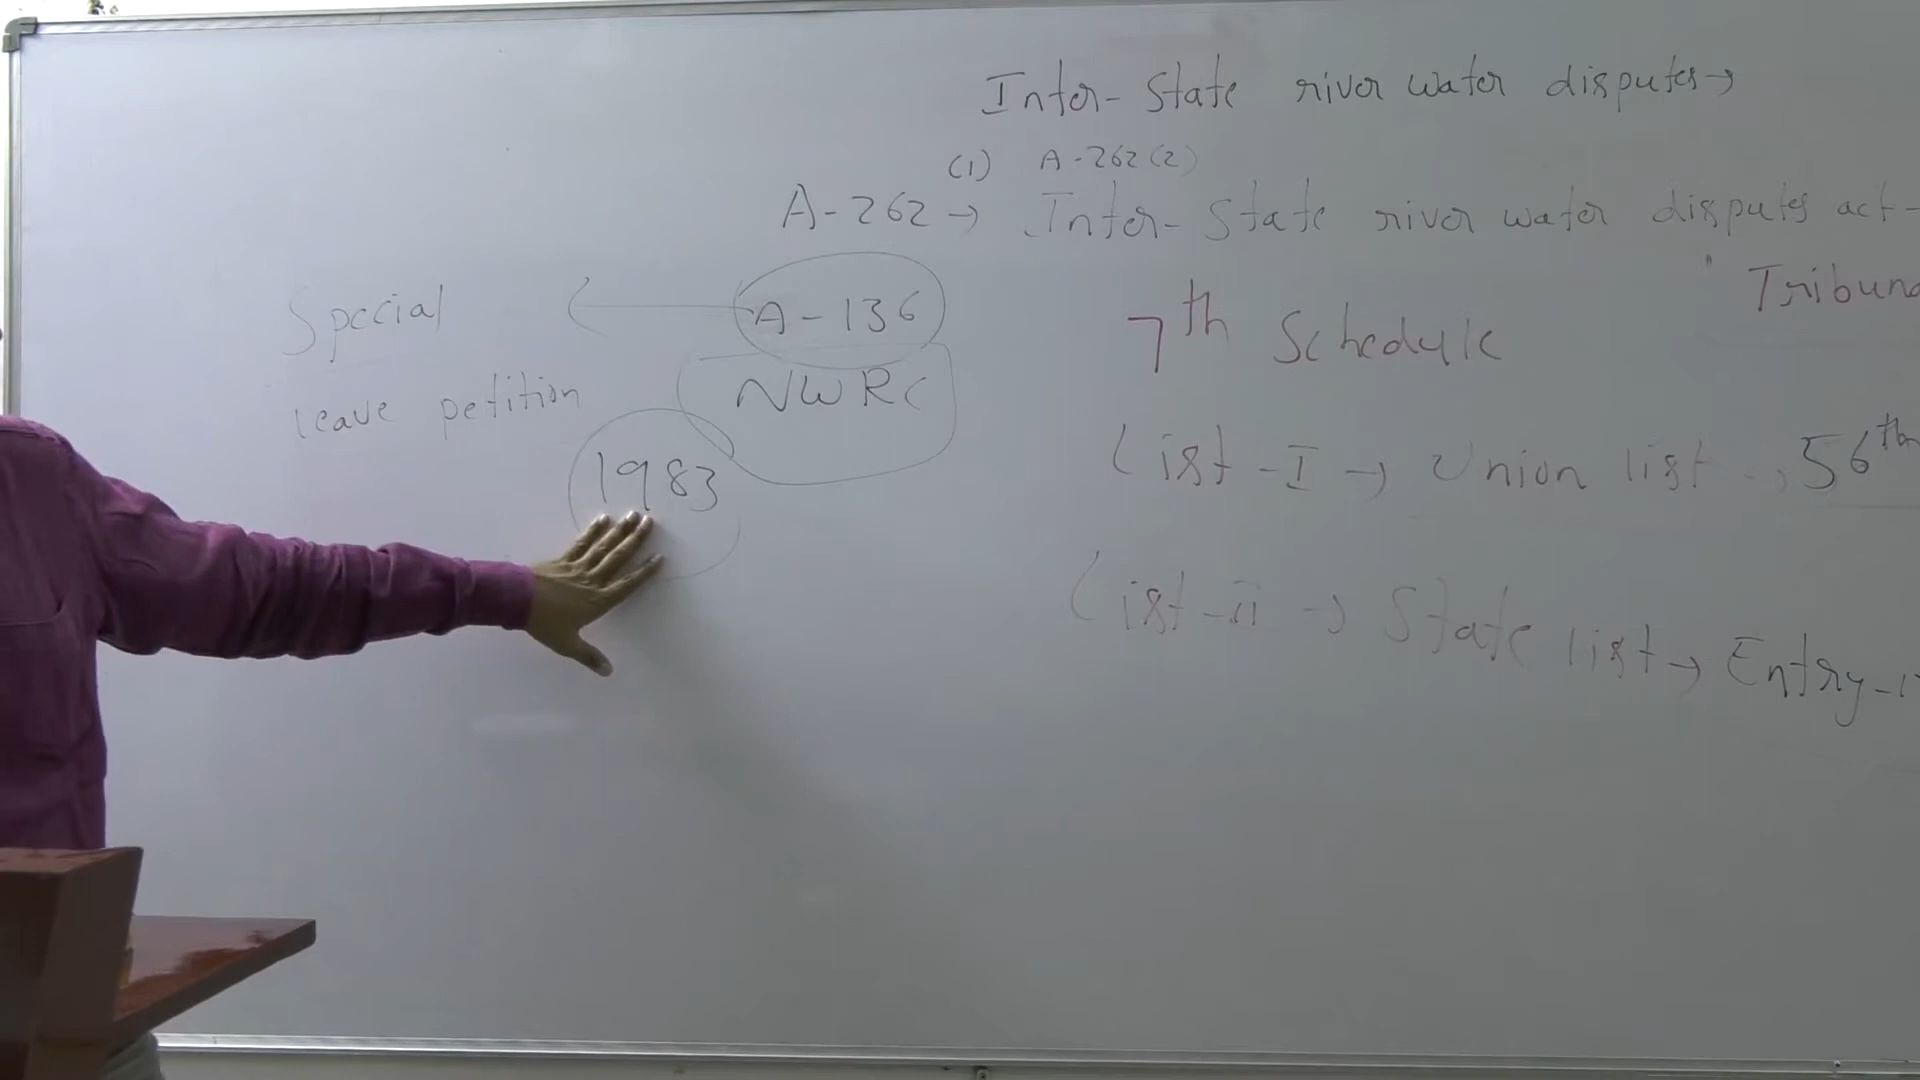 Inter-State river water disputes→
(1) A-262(2)
A-262 → Inter-State river water disputes act-
Tribuna
A-136
Special
leave petition
NWRC
1983
7th Schedule
List-I → Union list → 56th
List-II → State list → Entry-1